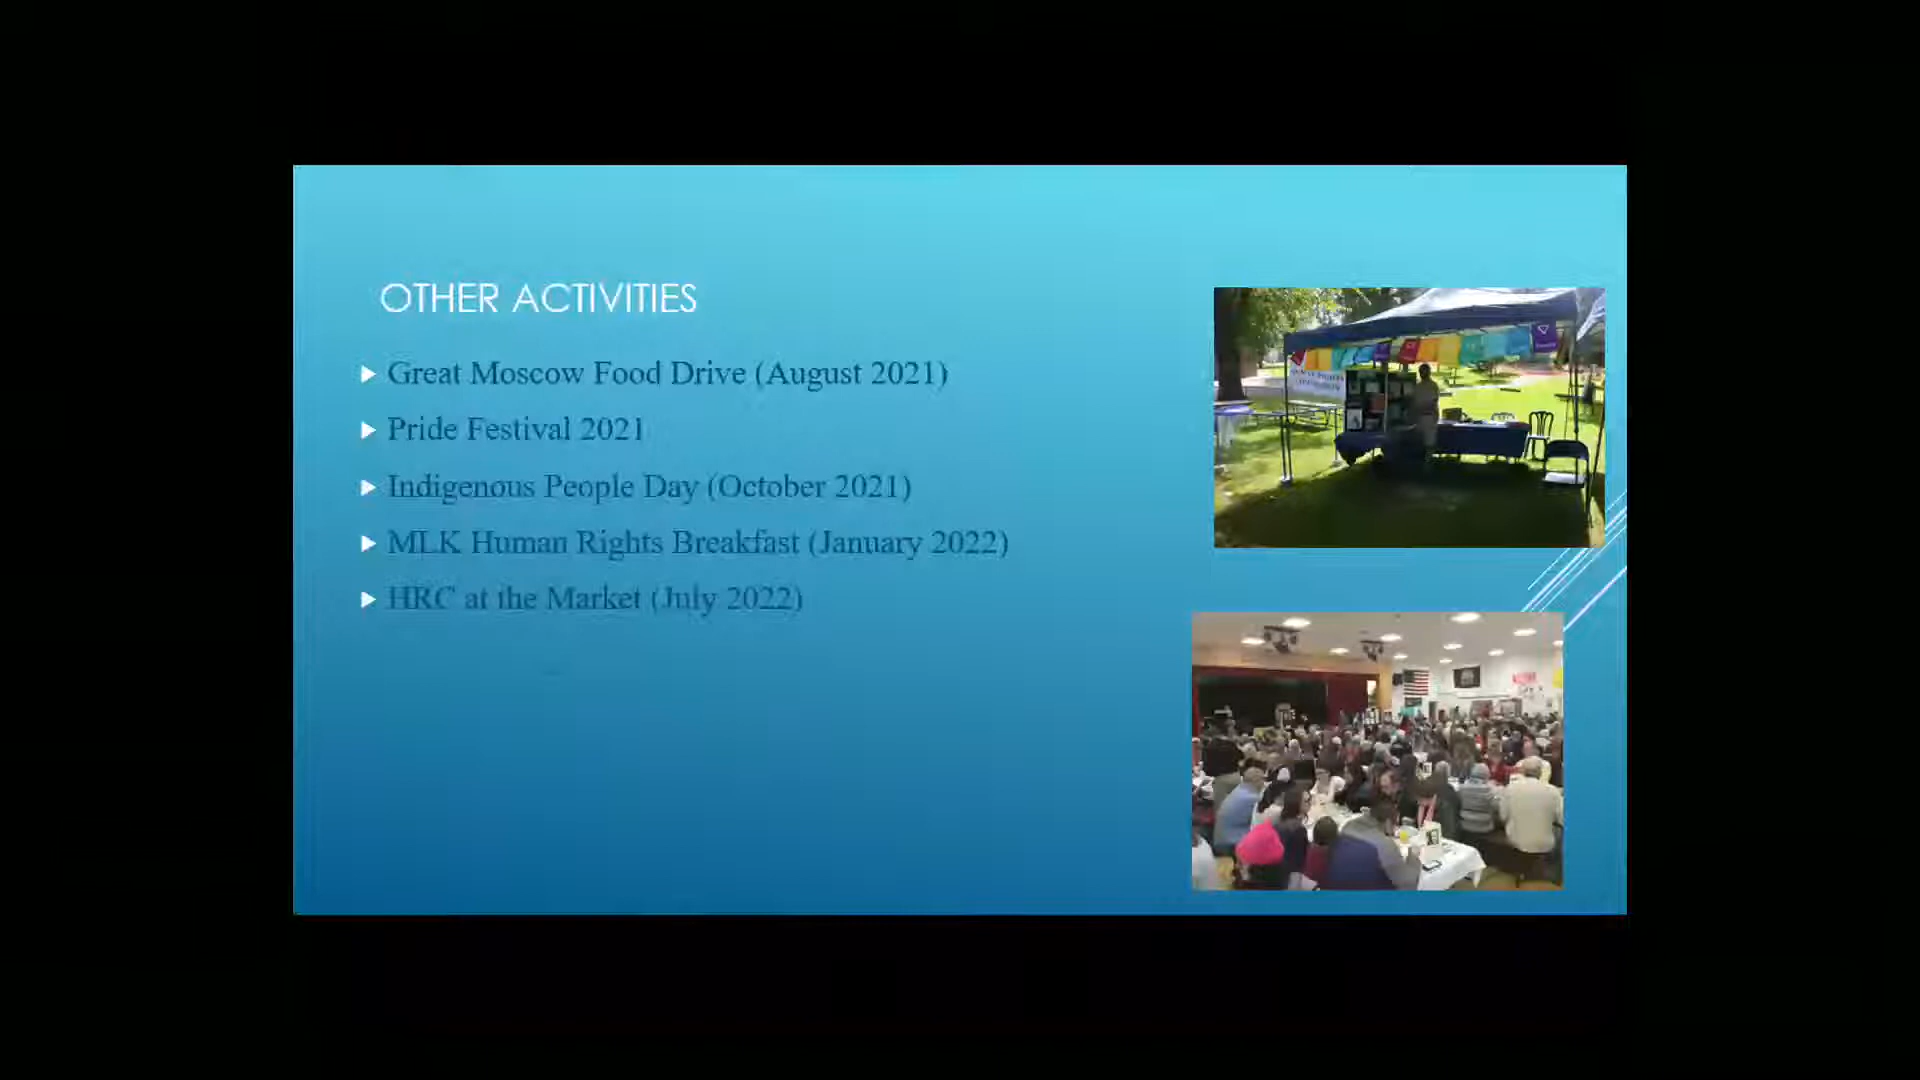 OTHER ACTIVITIES
Great Moscow Food Drive (August 2021)
Pride Festival 2021
Indigenous People Day (October 2021)
MLK Human Rights Breakfast (January 2022)
HRC at the Market (July 2022)